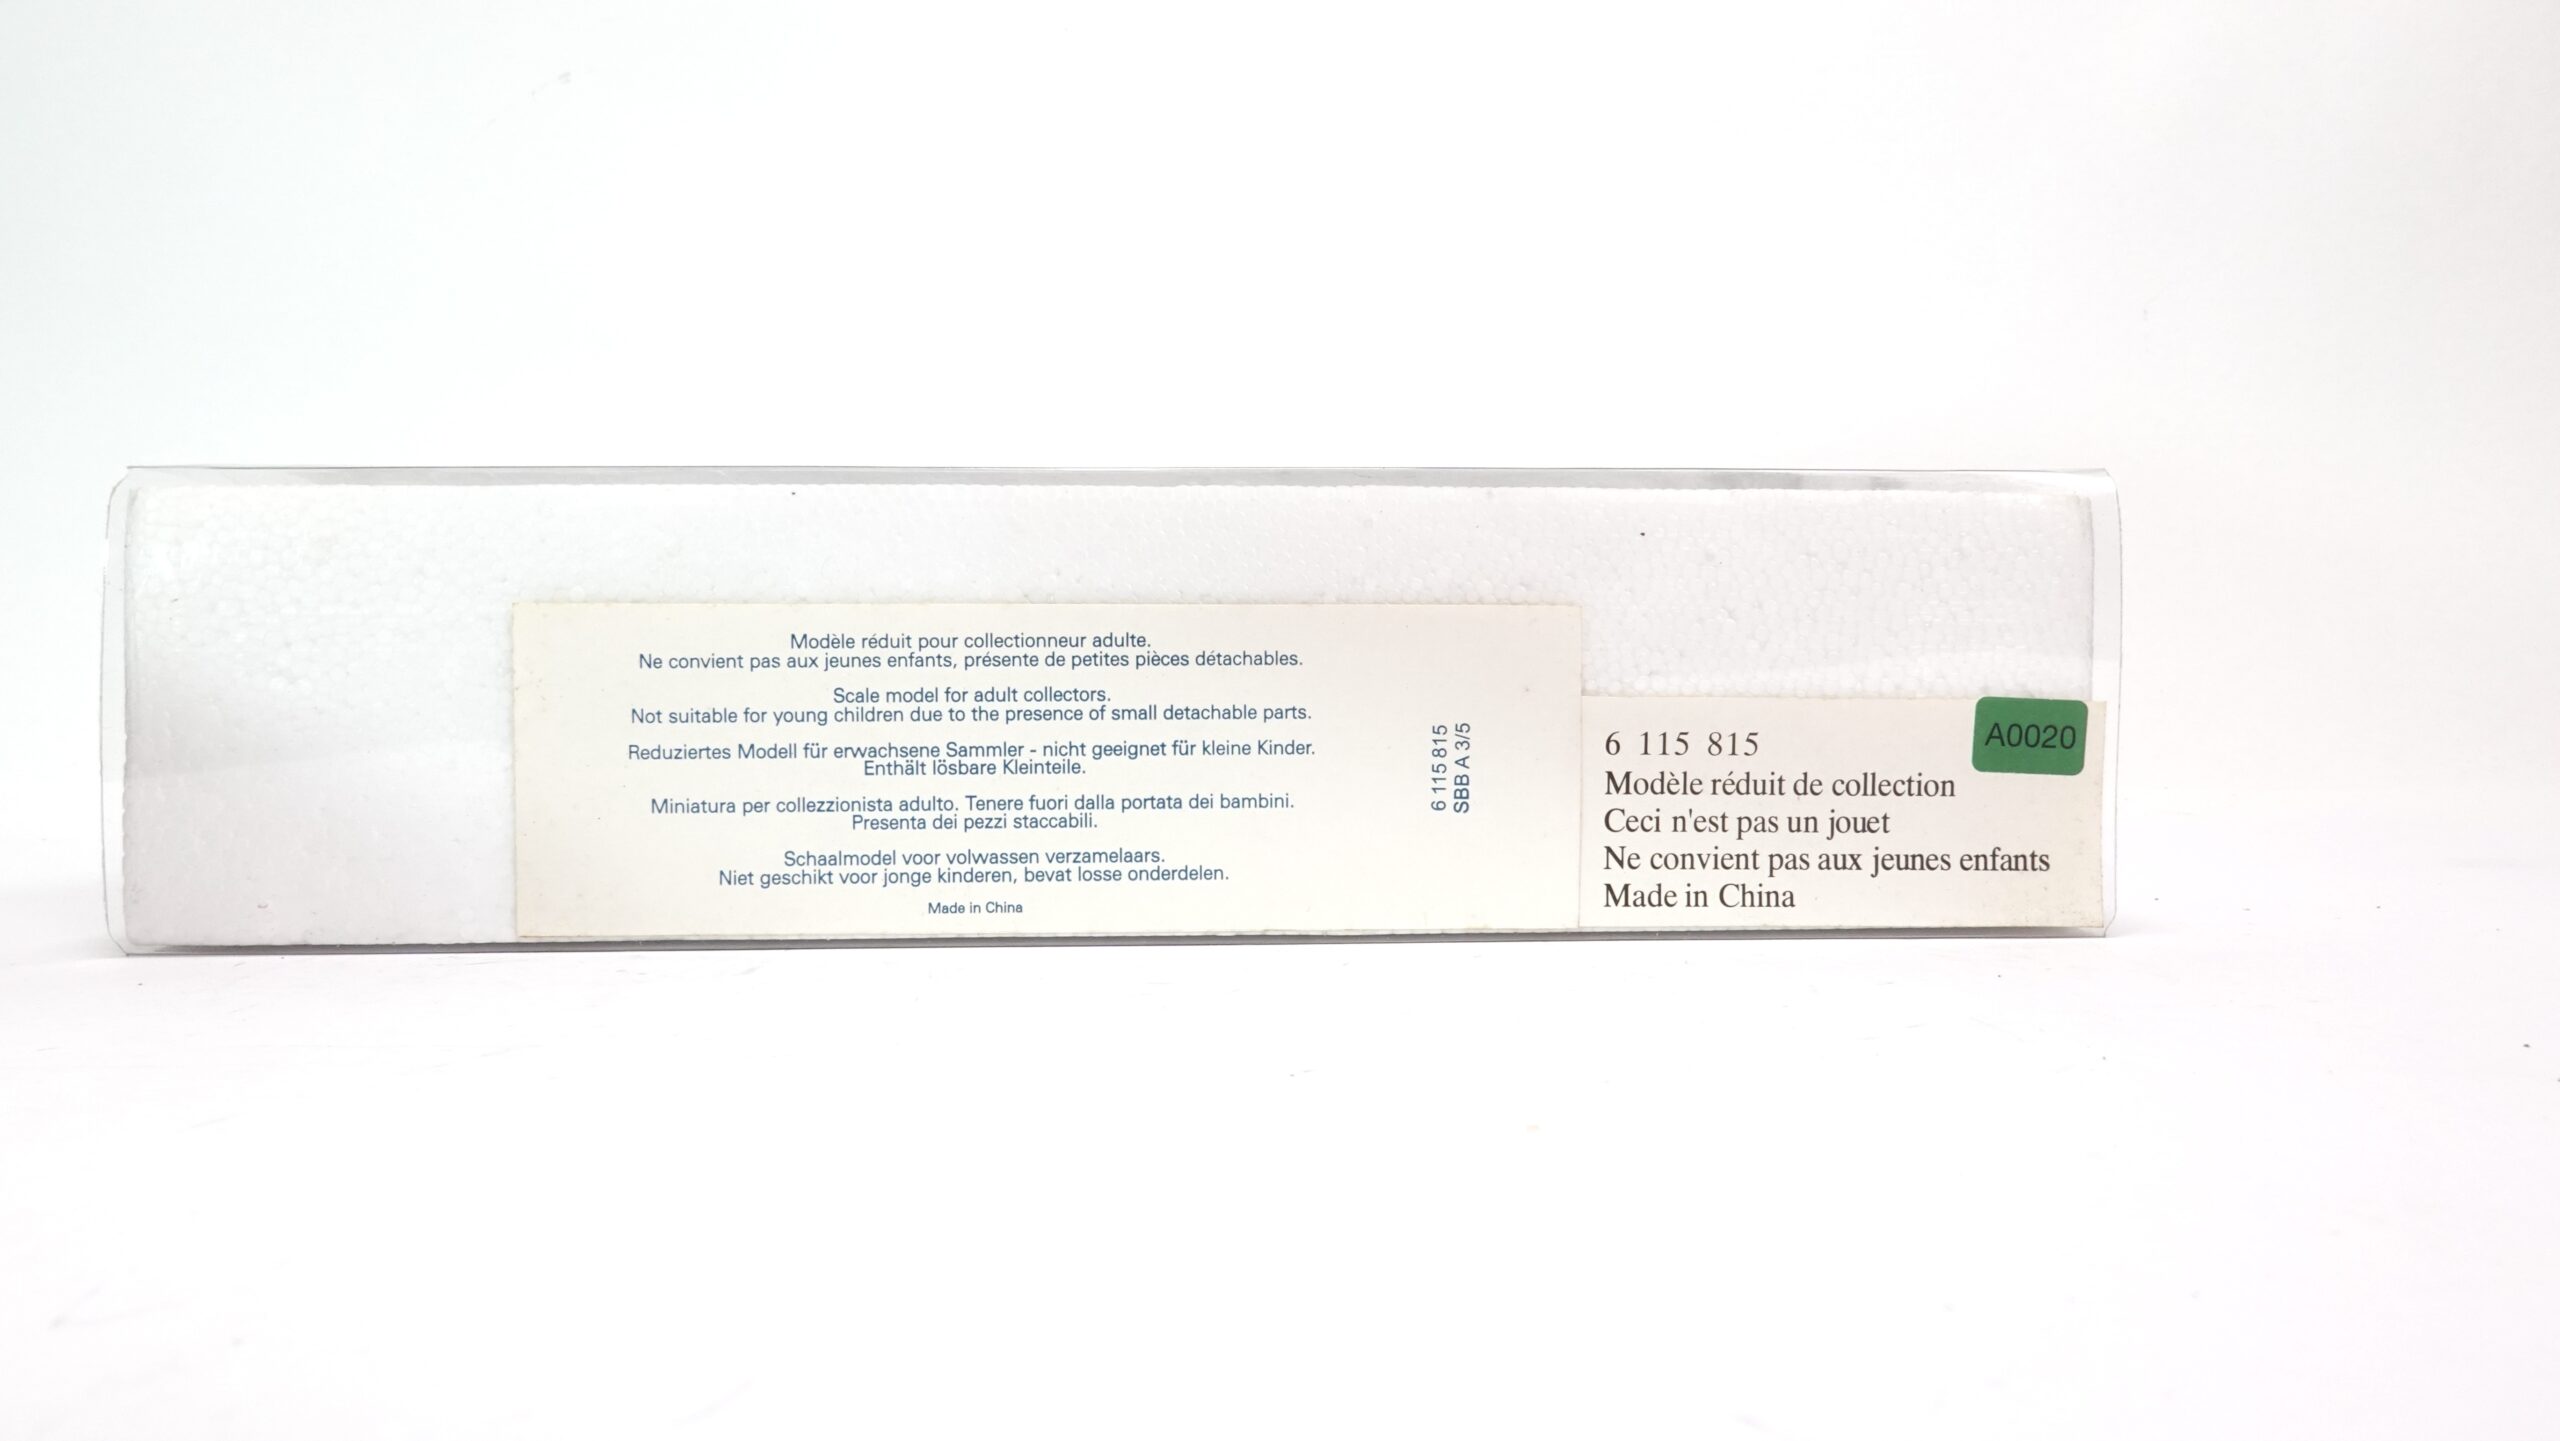 Modèle réduit pour collectionneur adulte.
Ne convient pas aux jeunes enfants, présente de petites pièces détachables.
Scale model for adult collectors.
Not suitable for young children due to the presence of small detachable parts.
Reduziertes Modell für erwachsene Sammler - nicht geeignet für kleine Kinder.
Enthält lösbare Kleinteile.
Miniatura per collezzionista adulto. Tenere fuori dalla portata dei bambini.
Presenta dei pezzi staccabili.
Schaalmodel voor volwassen verzamelaars.
Niet geschikt voor jonge kinderen, bevat losse onderdelen.
Made in China
6 115 815
SBB A 3/5
6 115 815
Modèle réduit de collection
Ceci n'est pas un jouet
Ne convient pas aux jeunes enfants
Made in China
A0020